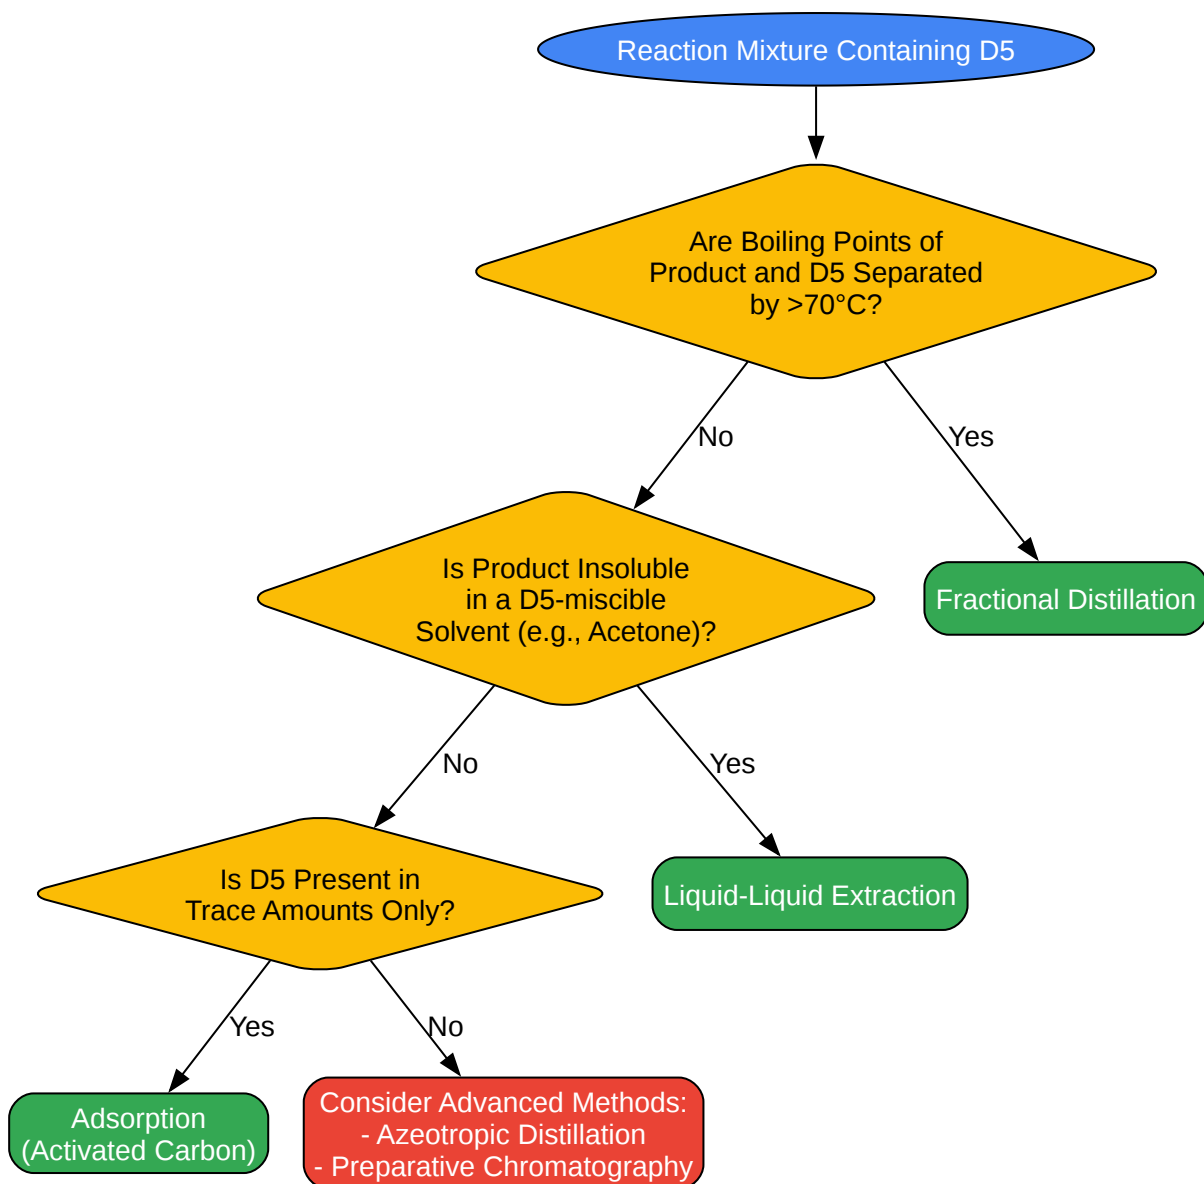 Reaction Mixture Containing D5
Are Boiling Points of
Product and D5 Separated
by >70°C?
No
Yes
Is Product Insoluble
in a D5-miscible
Solvent (e.g., Acetone)?
Fractional Distillation
No
Yes
Is D5 Present in
Trace Amounts Only?
Liquid-Liquid Extraction
Yes
No
Adsorption
(Activated Carbon)
Consider Advanced Methods:
- Azeotropic Distillation
- Preparative Chromatography